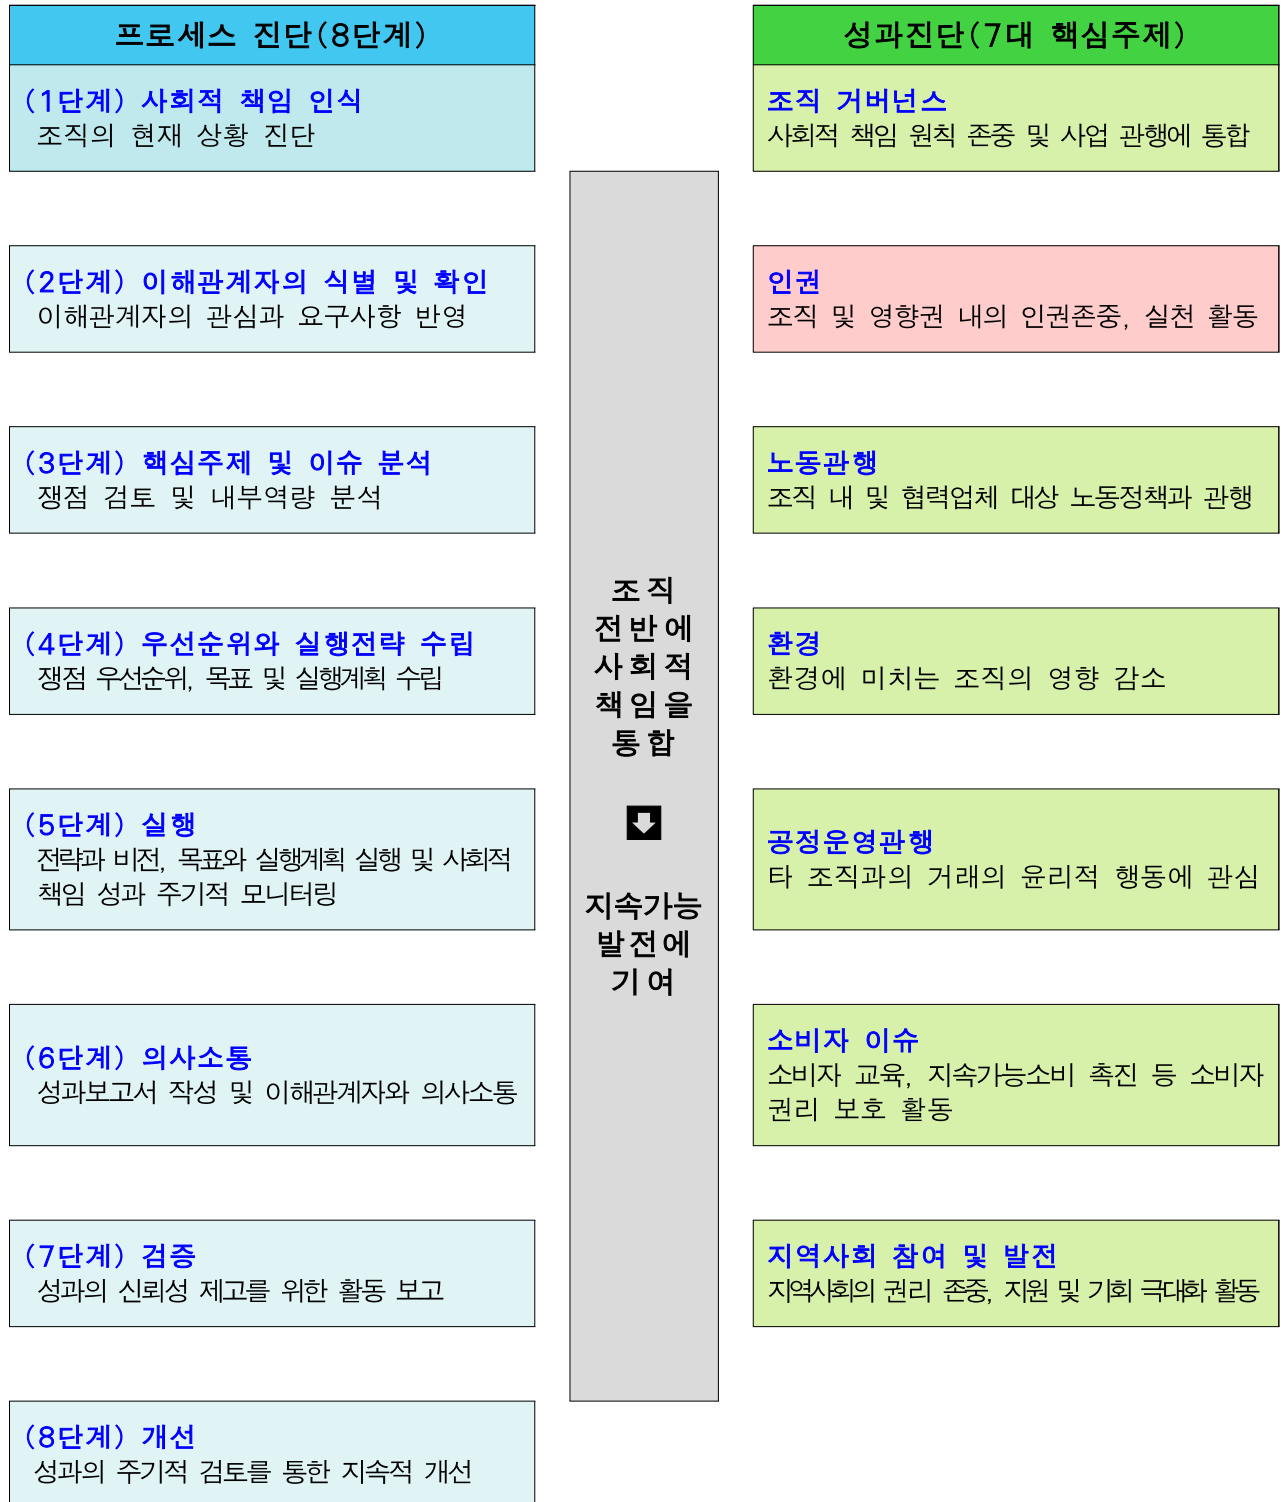 프로세스 진단(8단계)
(1단계) 사회적 책임 인식
조직의 현재 상황 진단
(2단계) 이해관계자의 식별 및 확인
이해관계자의 관심과 요구사항 반영
(3단계) 핵심주제 및 이슈 분석
쟁점 검토 및 내부역량 분석
(4단계) 우선순위와 실행전략 수립
쟁점 우선순위, 목표 및 실행계획 수립
(5단계) 실행
전략과 비전, 목표와 실행계획 실행 및 사회적
책임 성과 주기적 모니터링
(6단계) 의사소통
성과보고서 작성 및 이해관계자와 의사소통
(7단계) 검증
성과의 신뢰성 제고를 위한 활동 보고
(8단계) 개선
성과의 주기적 검토를 통한 지속적 개선
조직
전반에
사회적
책임을
통합
지속가능
발전에
기여
성과진단(7대 핵심주제)
조직 거버넌스
사회적 책임 원칙 존중 및 사업 관행에 통합
인권
조직 및 영향권 내의 인권존중, 실천 활동
노동관행
조직 내 및 협력업체 대상 노동정책과 관행
환경
환경에 미치는 조직의 영향 감소
공정운영관행
타 조직과의 거래의 윤리적 행동에 관심
소비자 이슈
소비자 교육, 지속가능소비 촉진 등 소비자
권리 보호 활동
지역사회 참여 및 발전
지역사회의 권리 존중, 지원 및 기회 극대화 활동